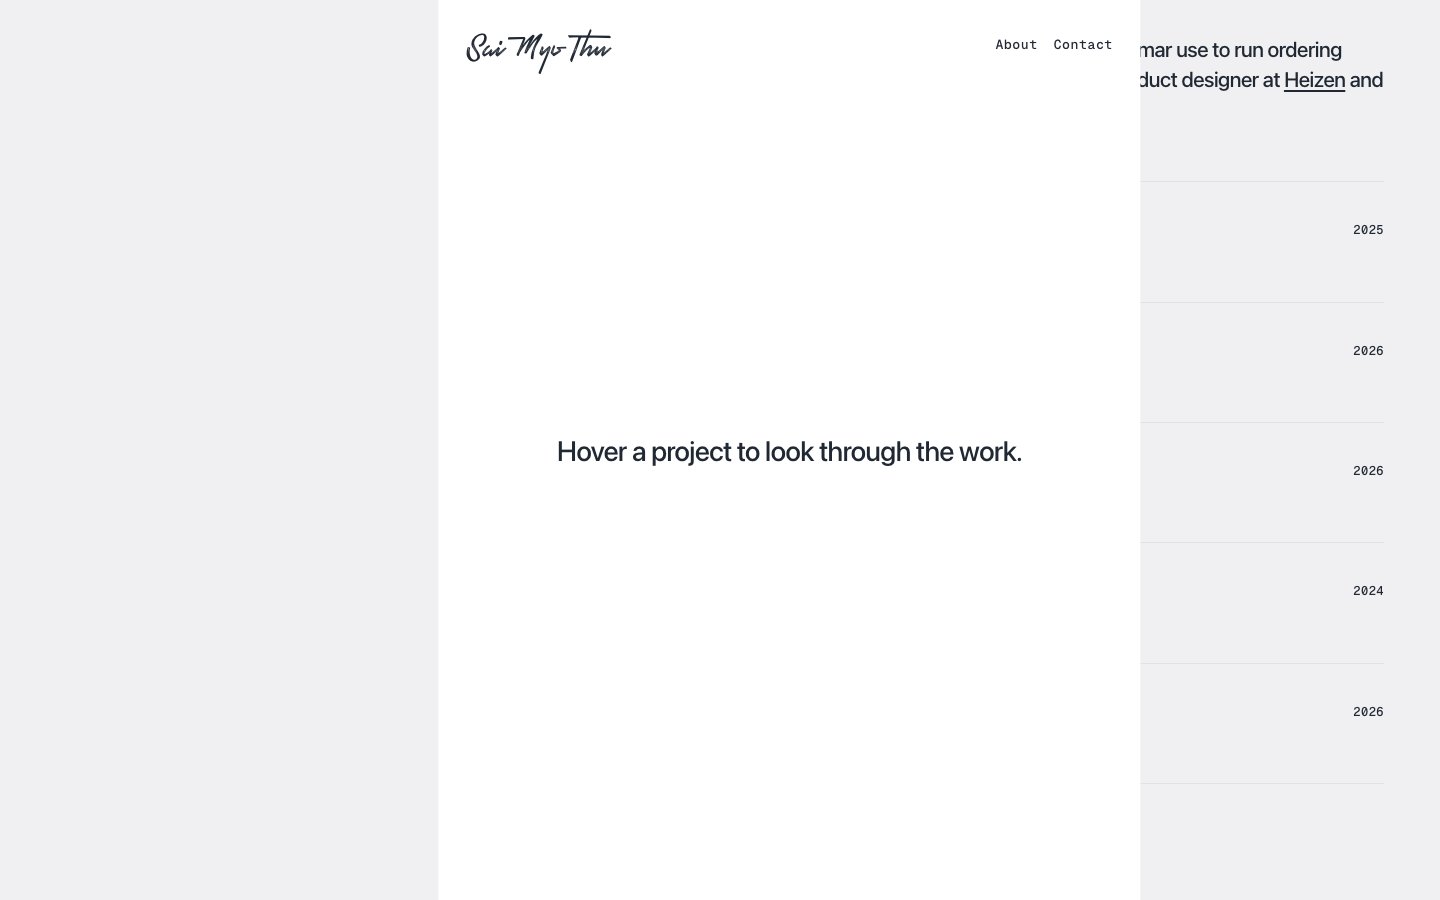 Sai Myo Thu
About Contact
mar use to run ordering
duct designer at Heizen and
2025
2026
Hover a project to look through the work.
2026
2024
2026